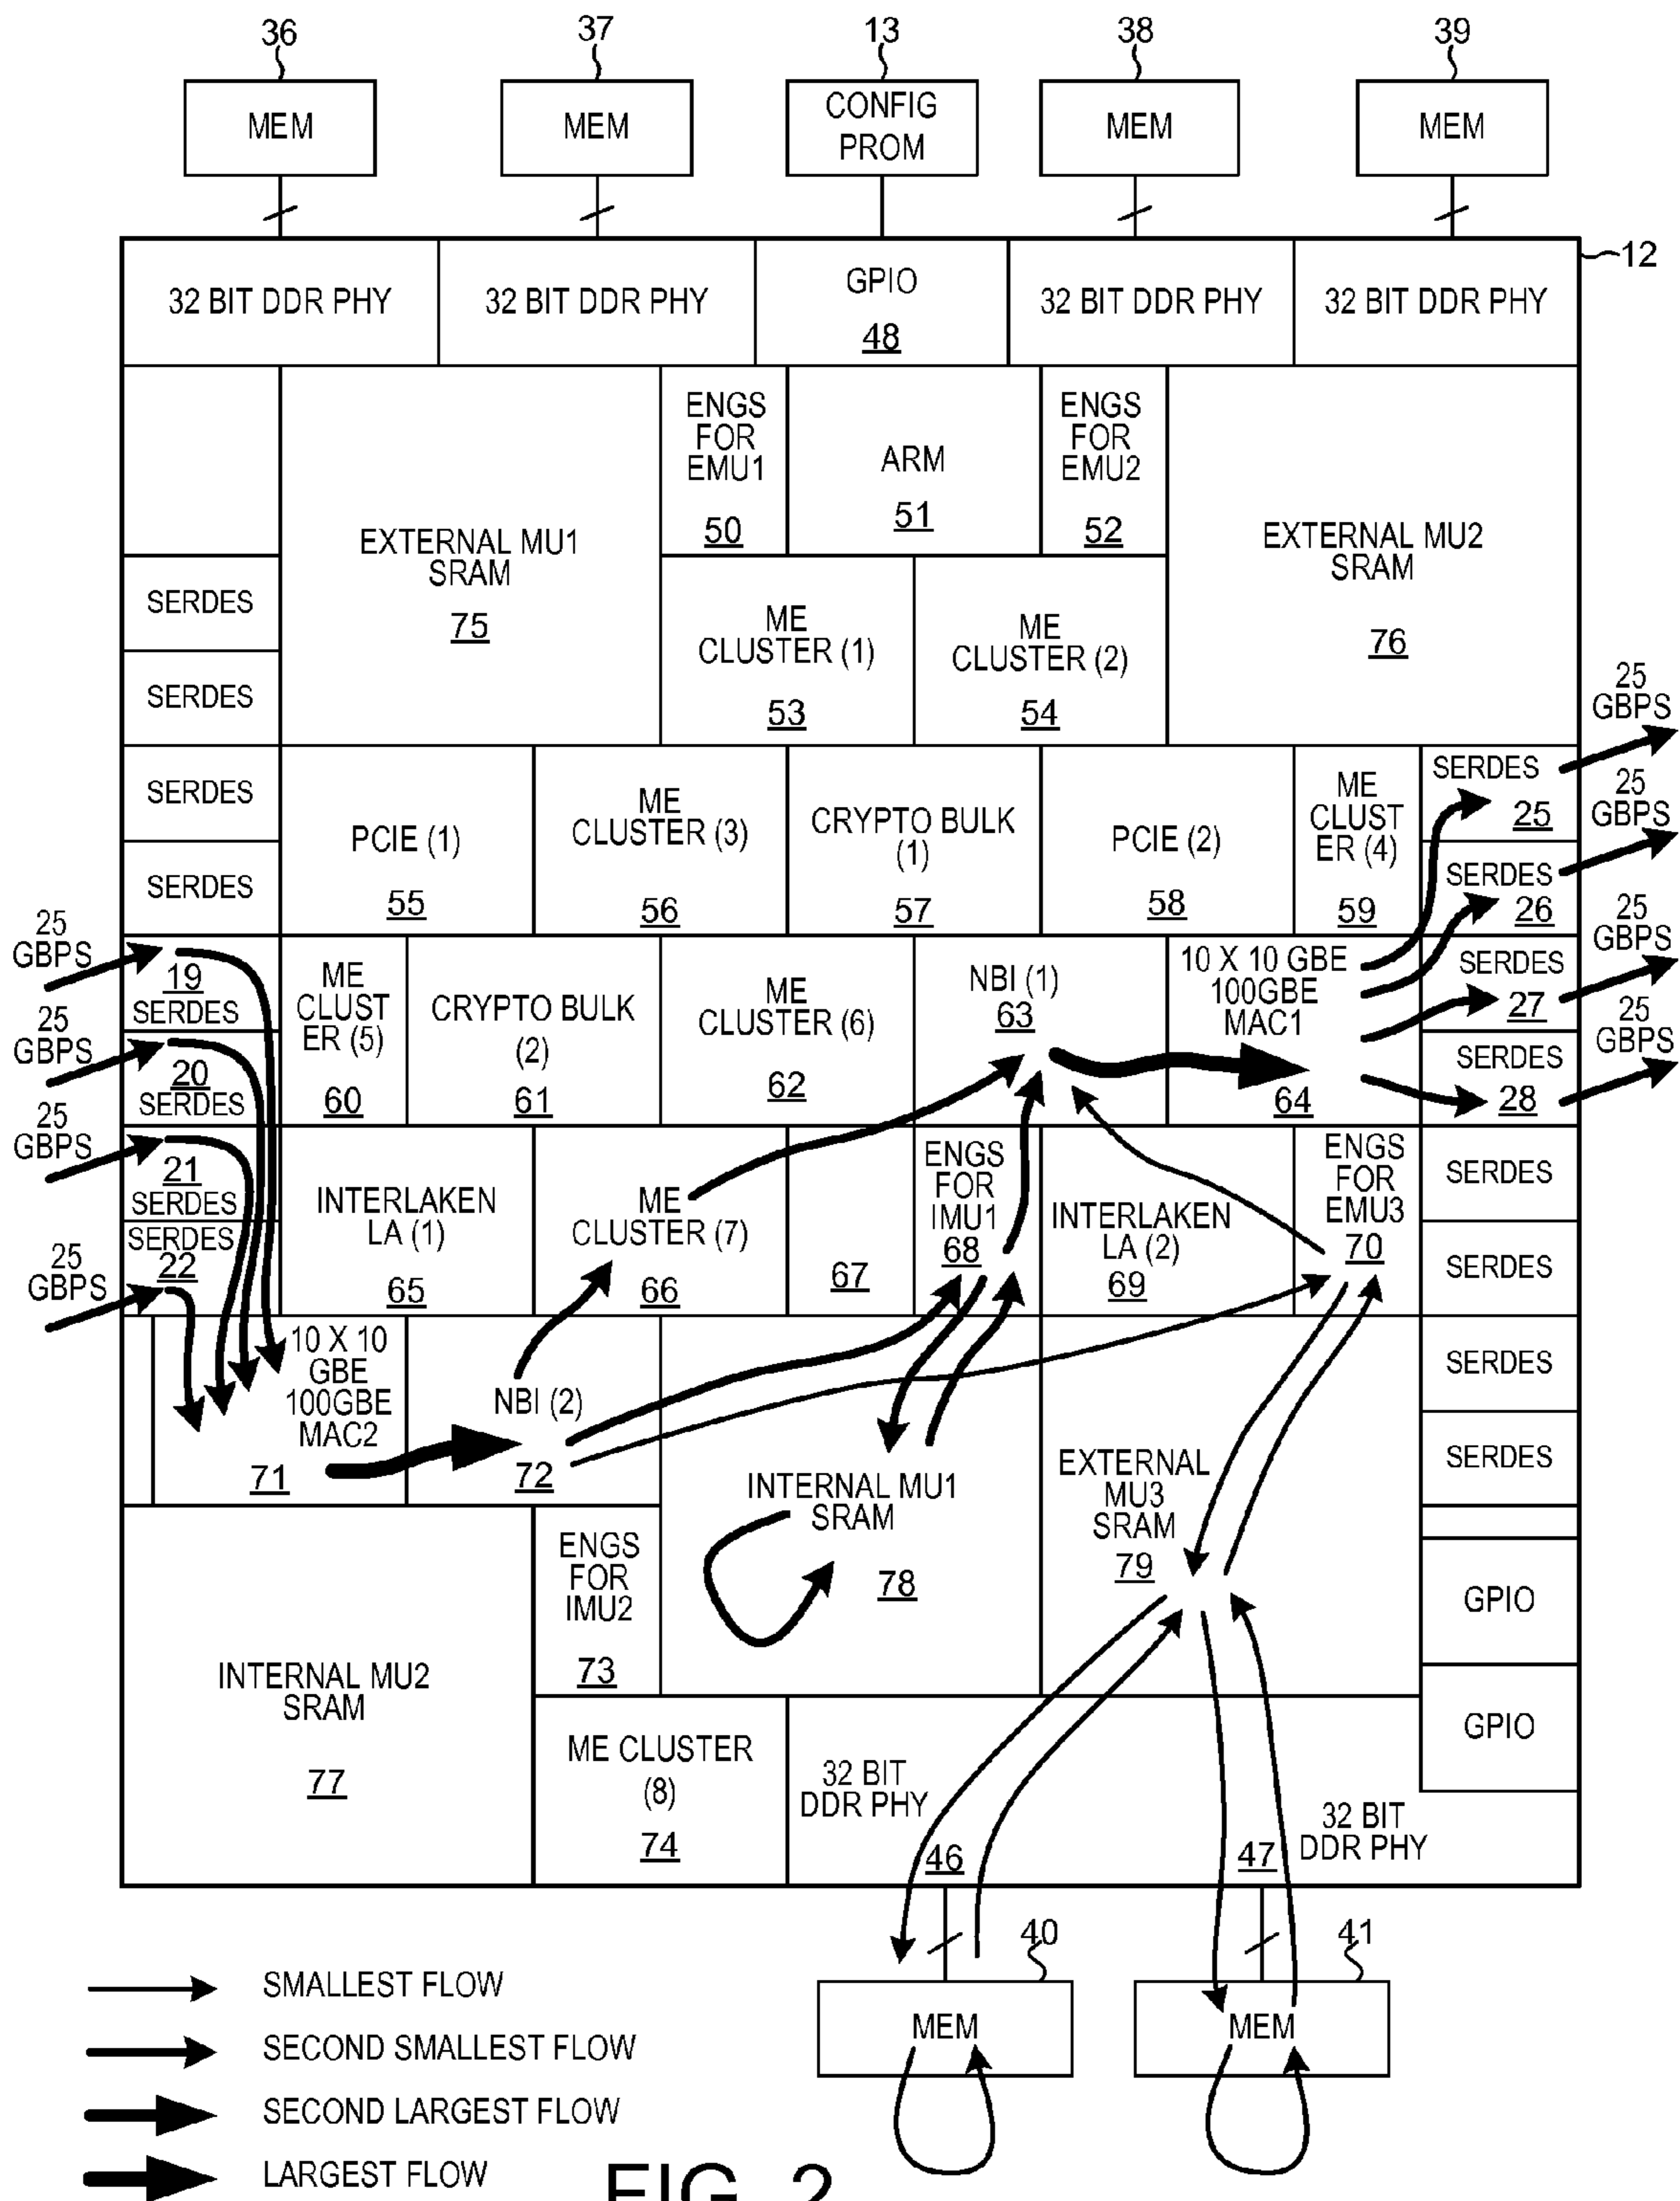 36
37
13
38
39
MEM
MEM
CONFIG
PROM
MEM
MEM
12
32 BIT DDR PHY
32 BIT DDR PHY
GPIO
48
32 BIT DDR PHY
32 BIT DDR PHY
EXTERNAL MU1
SRAM
75
ENGS
FOR
EMU1
50
ARM
51
ENGS
FOR
EMU2
52
EXTERNAL MU2
SRAM
76
SERDES
SERDES
ME
CLUSTER (1)
53
ME
CLUSTER (2)
54
25
GBPS
SERDES
SERDES
PCIE (1)
55
ME
CLUSTER (3)
56
CRYPTO BULK
(1)
57
PCIE (2)
58
ME
CLUST
ER (4)
59
SERDES
25
25
GBPS
SERDES
26
25
GBPS
25
GBPS
19
SERDES
25
GBPS
20
SERDES
ME
CLUST
ER (5)
60
CRYPTO BULK
(2)
61
ME
CLUSTER (6)
62
NBI (1)
63
10 X 10 GBE
100GBE
MAC1
64
SERDES
27
25
GBPS
SERDES
28
25
GBPS
21
SERDES
25
GBPS
SERDES
22
INTERLAKEN
LA (1)
65
ME
CLUSTER (7)
66
67
ENGS
FOR
IMU1
68
INTERLAKEN
LA (2)
69
ENGS
FOR
EMU3
70
SERDES
SERDES
10 X 10
GBE
100GBE
MAC2
71
NBI (2)
72
INTERNAL MU1
SRAM
78
EXTERNAL
MU3
SRAM
79
SERDES
SERDES
INTERNAL MU2
SRAM
77
ENGS
FOR
IMU2
73
GPIO
GPIO
ME CLUSTER
(8)
74
32 BIT
DDR PHY
46
47
32 BIT
DDR PHY
40
41
MEM
MEM
SMALLEST FLOW
SECOND SMALLEST FLOW
SECOND LARGEST FLOW
LARGEST FLOW
FIG. 2